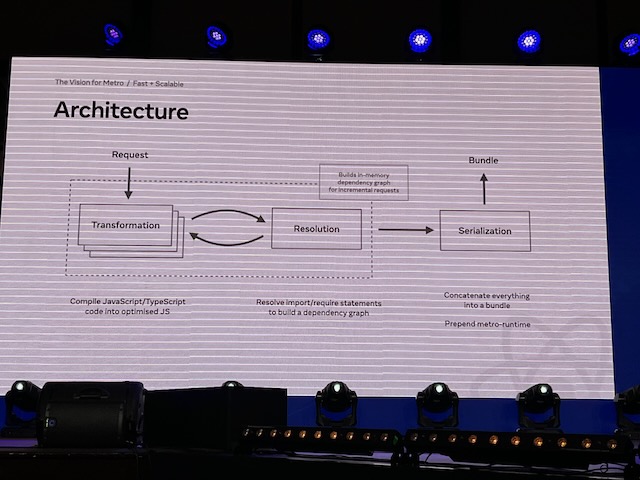 The Vision for Metro / Fast + Scalable
Architecture
Request
Builds in-memory
dependency graph
for incremental requests
Bundle
Transformation
Resolution
Serialization
Compile JavaScript/TypeScript
code into optimised JS
Resolve import/require statements
to build a dependency graph
Concatenate everything
into a bundle
Prepend metro-runtime